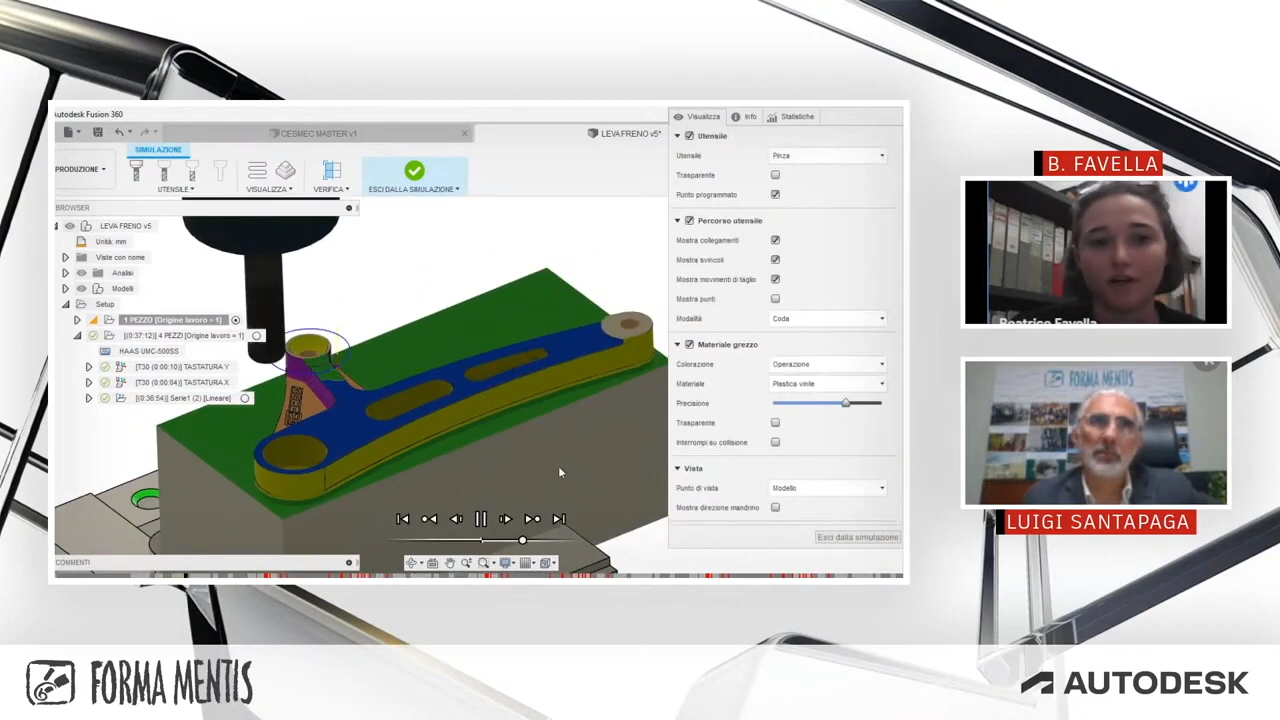 Autodesk Fusion 360
CESMEC MASTER v1
LEVA FRENO v5*
SIMULAZIONE
PRODUZIONE
UTENSILE
VISUALIZZA
VERIFICA
ESCI DALLA SIMULAZIONE
BROWSER
LEVA FRENO v5
Unità: mm
Viste con nome
Analisi
Modelli
Setup
1 PEZZO [Origine lavoro = 1]
[(0:37:12)] 4 PEZZI [Origine lavoro = 1]
HAAS UMC-500SS
[T30 (0:00:10)] TASTATURA Y
[T30 (0:00:04)] TASTATURA X
[(0:36:54)] Serie1 (2) [Lineare]
COMMENTI
Visualizza
Info
Statistiche
Utensile
Utensile Pinza
Trasparente
Punto programmato
Percorso utensile
Mostra collegamenti
Mostra svincoli
Mostra movimenti di taglio
Mostra punti
Modalità Coda
Materiale grezzo
Colorazione Operazione
Materiale Plastica vinile
Precisione
Trasparente
Interrompi su collisione
Vista
Punto di vista Modello
Mostra direzione mandrino
Esci dalla simulazione
B. FAVELLA
Beatrice Favella
FORMA MENTIS
LUIGI SANTAPAGA
FORMA MENTIS
AUTODESK